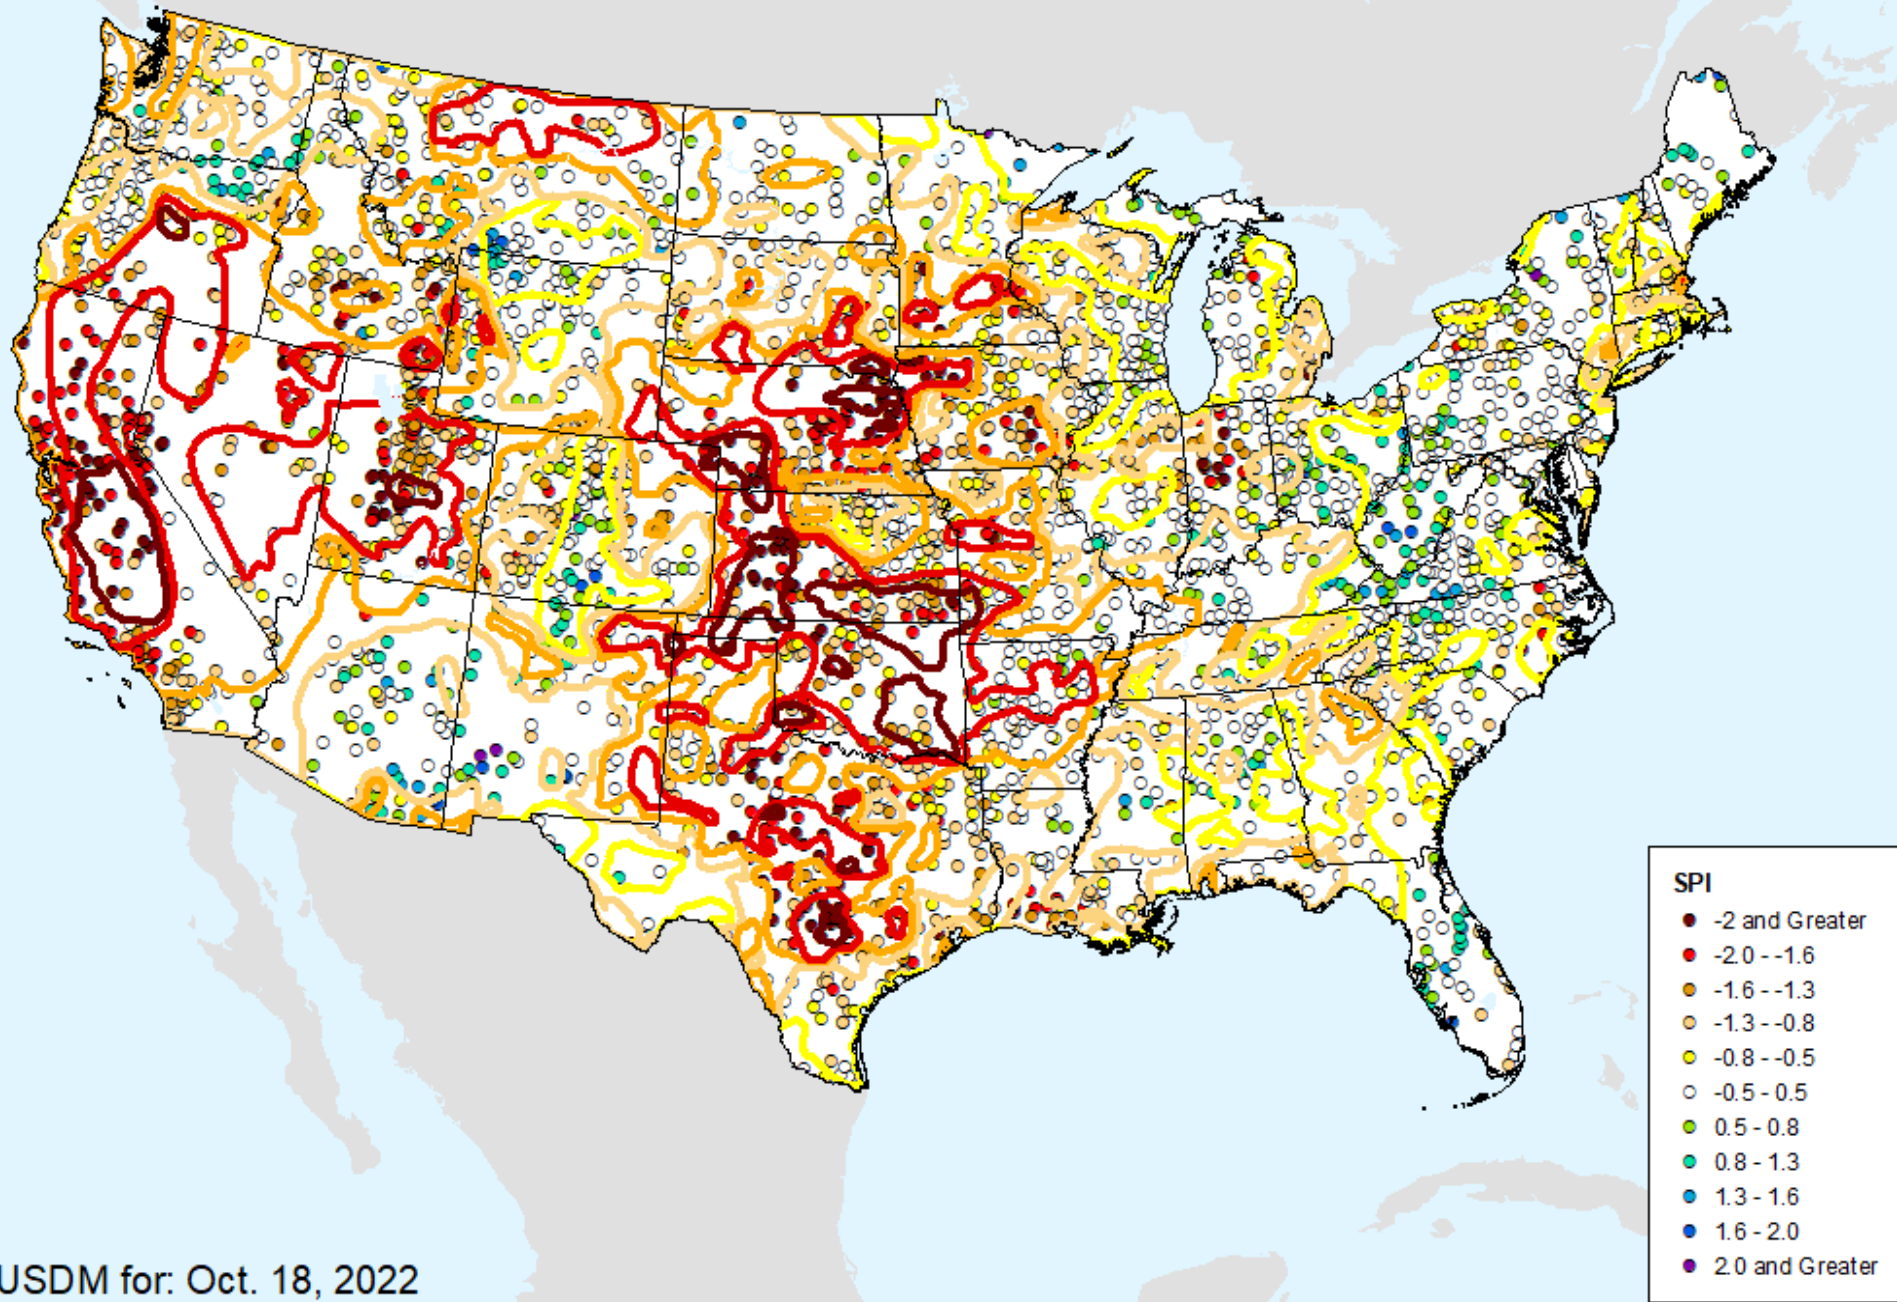 SPI
-2 and Greater
-2.0 - -1.6
-1.6 - -1.3
-1.3 - -0.8
-0.8 - -0.5
-0.5 - 0.5
0.5 - 0.8
0.8 - 1.3
1.3 - 1.6
1.6 - 2.0
2.0 and Greater
USDM for: Oct. 18, 2022